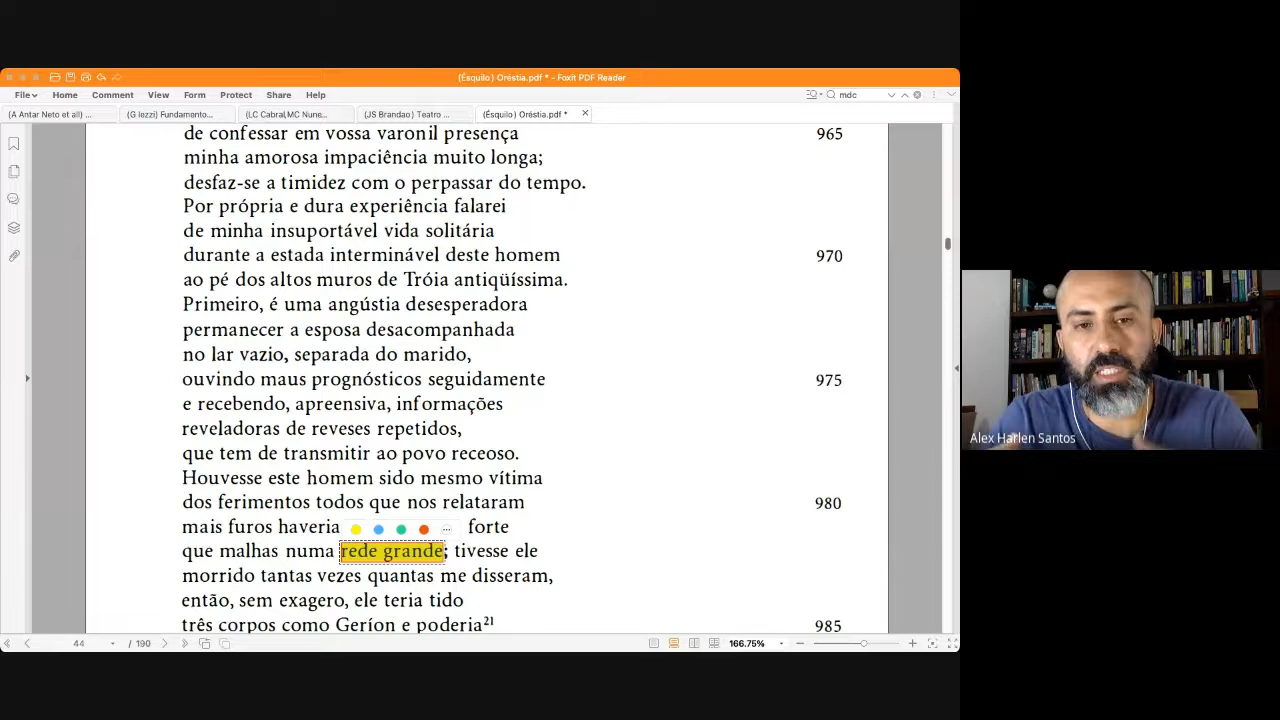 (Ésquilo) Oréstia.pdf * - Foxit PDF Reader
File Home Comment View Form Protect Share Help
mdc
(A Antar Neto et all) ...
(G Iezzi) Fundamento...
(LC Cabral,MC Nune...
(JS Brandao) Teatro ...
(Ésquilo) Oréstia.pdf *
de confessar em vossa varonil presença 965
minha amorosa impaciência muito longa;
desfaz-se a timidez com o perpassar do tempo.
Por própria e dura experiência falarei
de minha insuportável vida solitária
durante a estada interminável deste homem 970
ao pé dos altos muros de Tróia antiqüíssima.
Primeiro, é uma angústia desesperadora
permanecer a esposa desacompanhada
no lar vazio, separada do marido,
ouvindo maus prognósticos seguidamente 975
e recebendo, apreensiva, informações
reveladoras de reveses repetidos,
que tem de transmitir ao povo receoso.
Houvesse este homem sido mesmo vítima
dos ferimentos todos que nos relataram 980
mais furos haveria forte
que malhas numa rede grande; tivesse ele
morrido tantas vezes quantas me disseram,
então, sem exagero, ele teria tido
três corpos como Geríon e poderia21 985
44 / 190
166.75%
Alex Harlen Santos